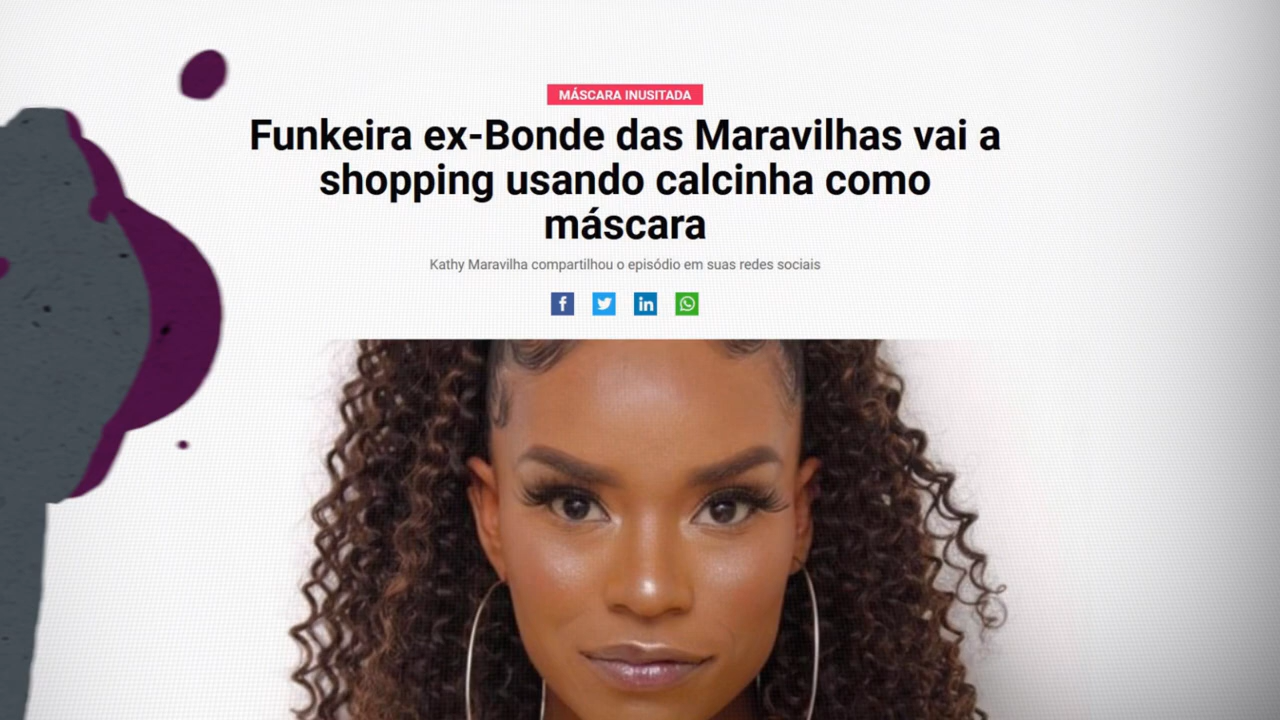 MÁSCARA INUSITADA
Funkeira ex-Bonde das Maravilhas vai a
shopping usando calcinha como
máscara
Kathy Maravilha compartilhou o episódio em suas redes sociais